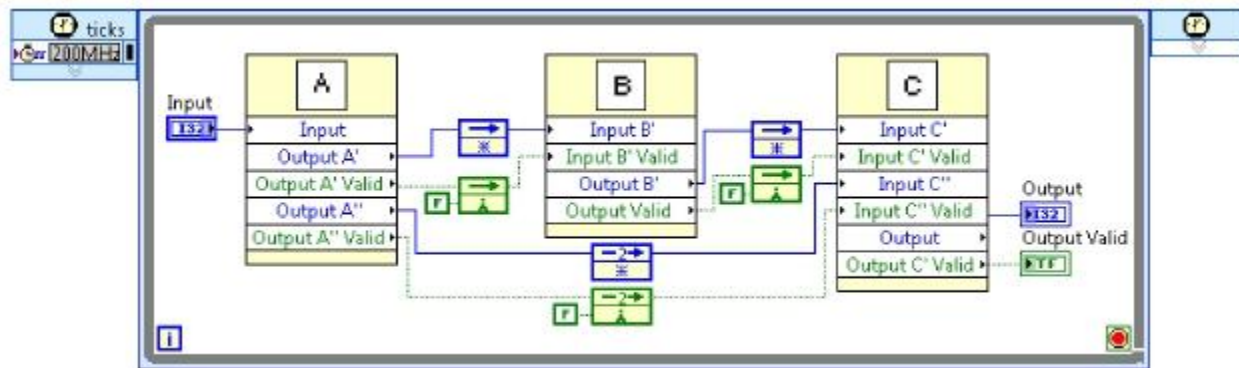 ticks
200MHz
A
B
C
Input
I32
Input
Output A'
Output A' Valid
Output A''
Output A'' Valid
F
Input B'
Input B' Valid
Output B'
Output Valid
F
2
F
2
Input C'
Input C' Valid
Input C''
Input C'' Valid
Output
Output C' Valid
Output
I32
Output Valid
TF
i